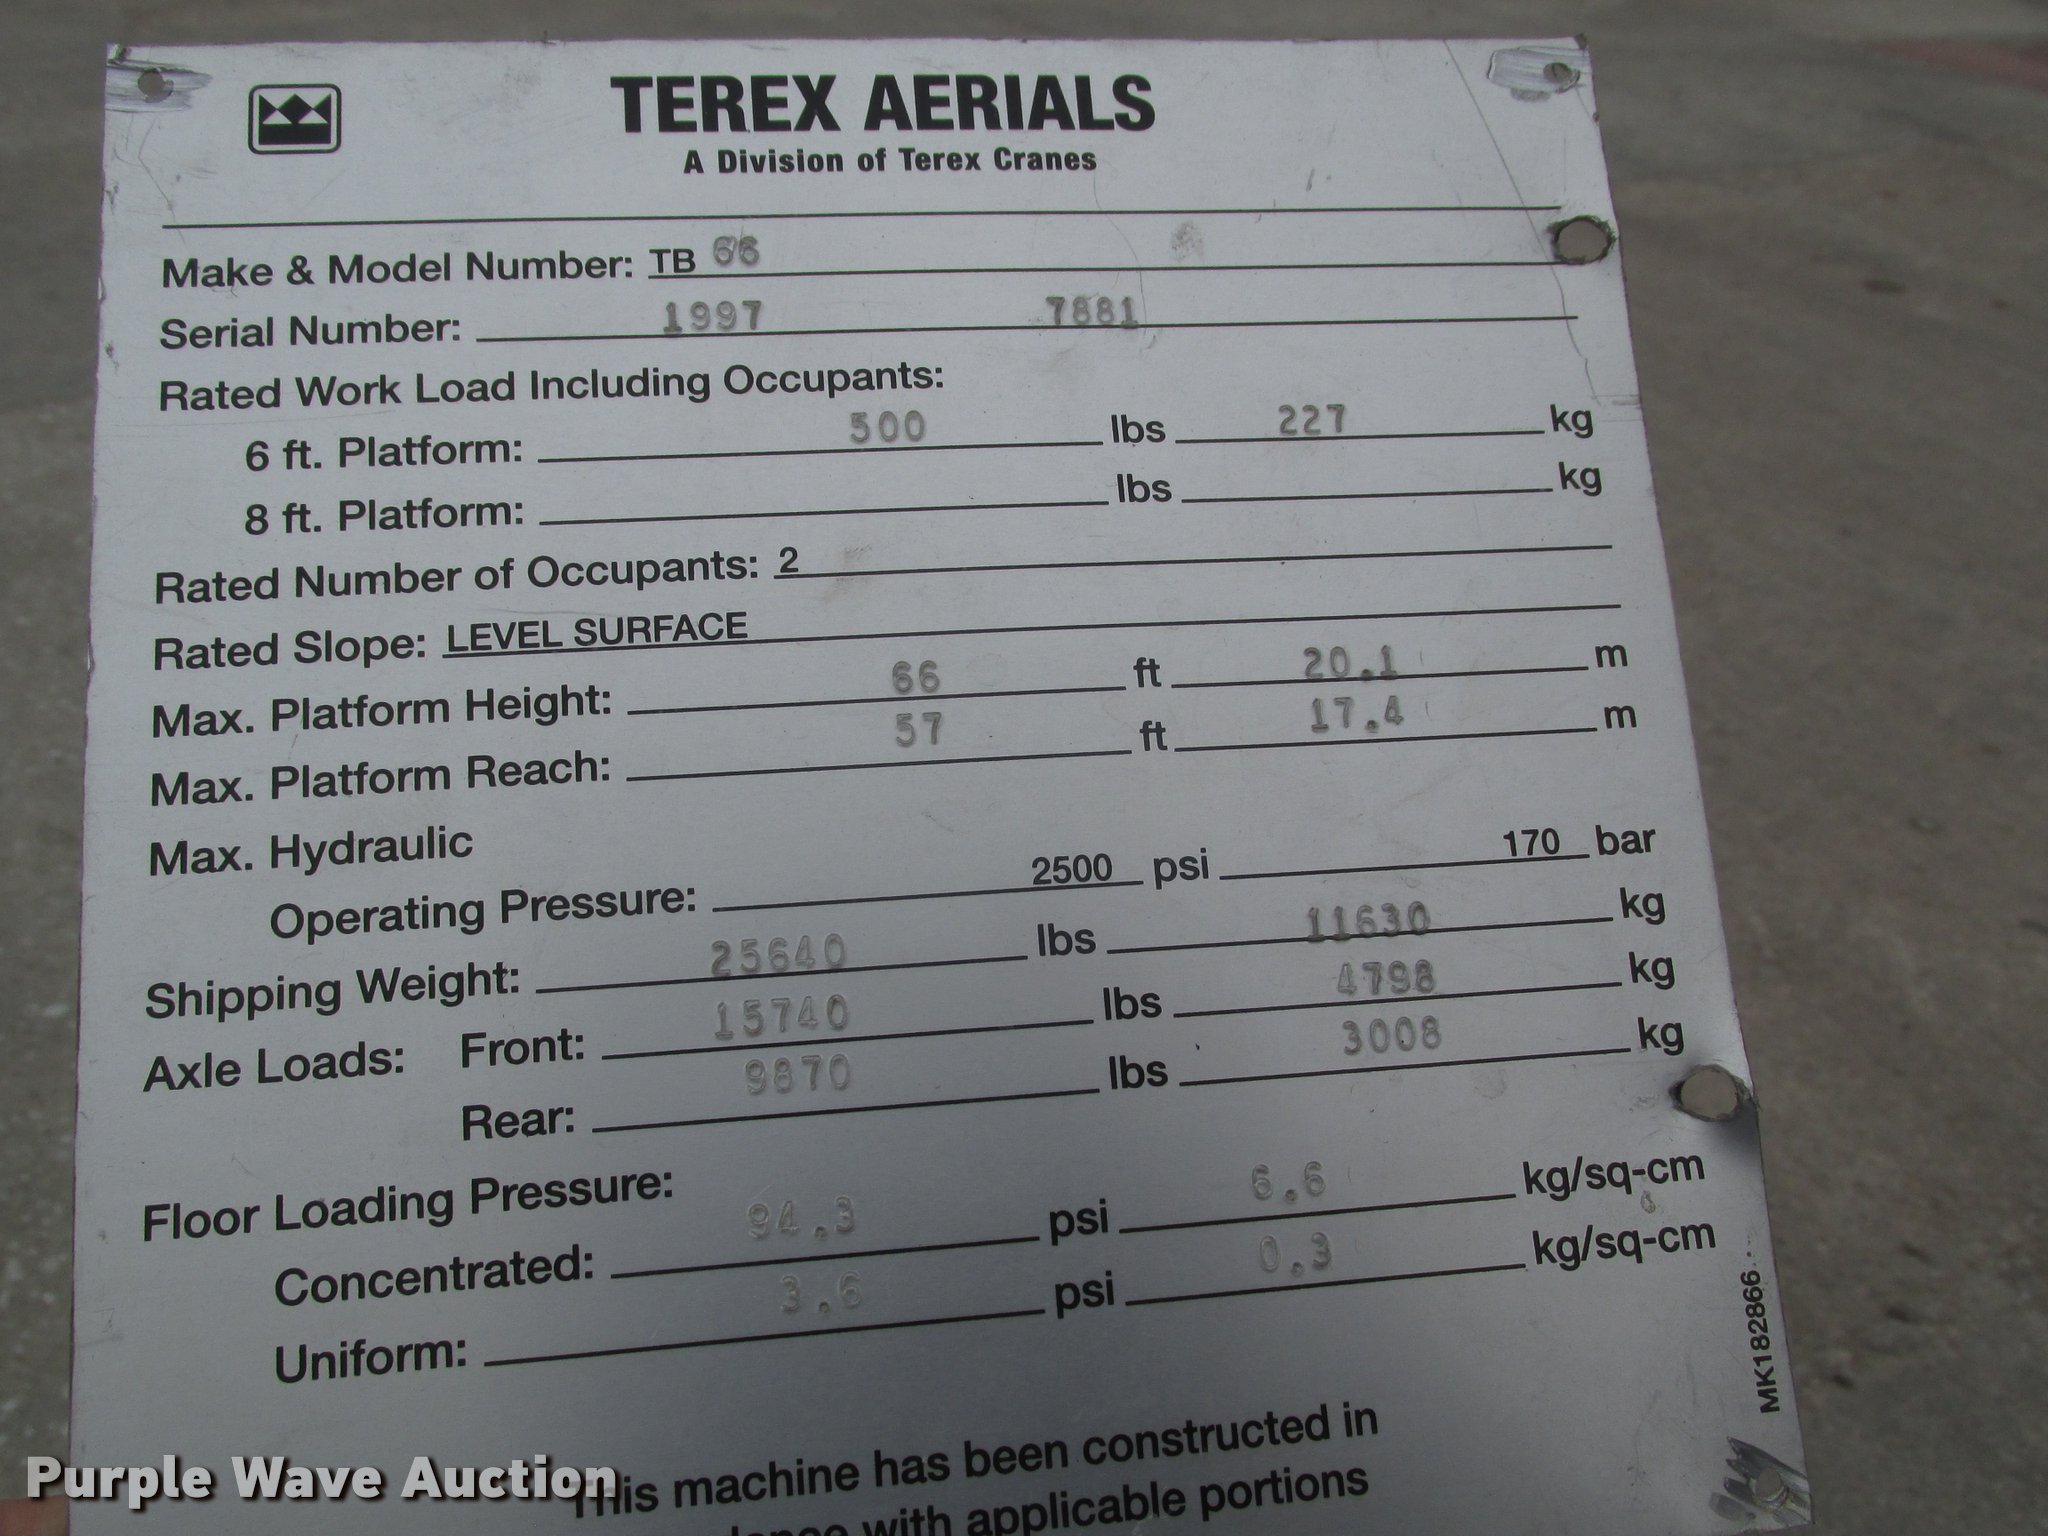 TEREX AERIALS
A Division of Terex Cranes
Make & Model Number: TB 66
Serial Number: 1997 7881
Rated Work Load Including Occupants:
6 ft. Platform: 500 lbs 227 kg
8 ft. Platform: lbs kg
Rated Number of Occupants: 2
Rated Slope: LEVEL SURFACE
Max. Platform Height: 66 ft 20.1 m
Max. Platform Reach: 57 ft 17.4 m
Max. Hydraulic
Operating Pressure: 2500 psi 170 bar
Shipping Weight: 25640 lbs 11630 kg
Axle Loads: Front: 15740 lbs 4798 kg
Rear: 9870 lbs 3008 kg
Floor Loading Pressure:
Concentrated: 94.3 psi 6.6 kg/sq-cm
Uniform: 3.6 psi 0.3 kg/sq-cm
MK182866
This machine has been constructed in
with applicable portions
Purple Wave Auction